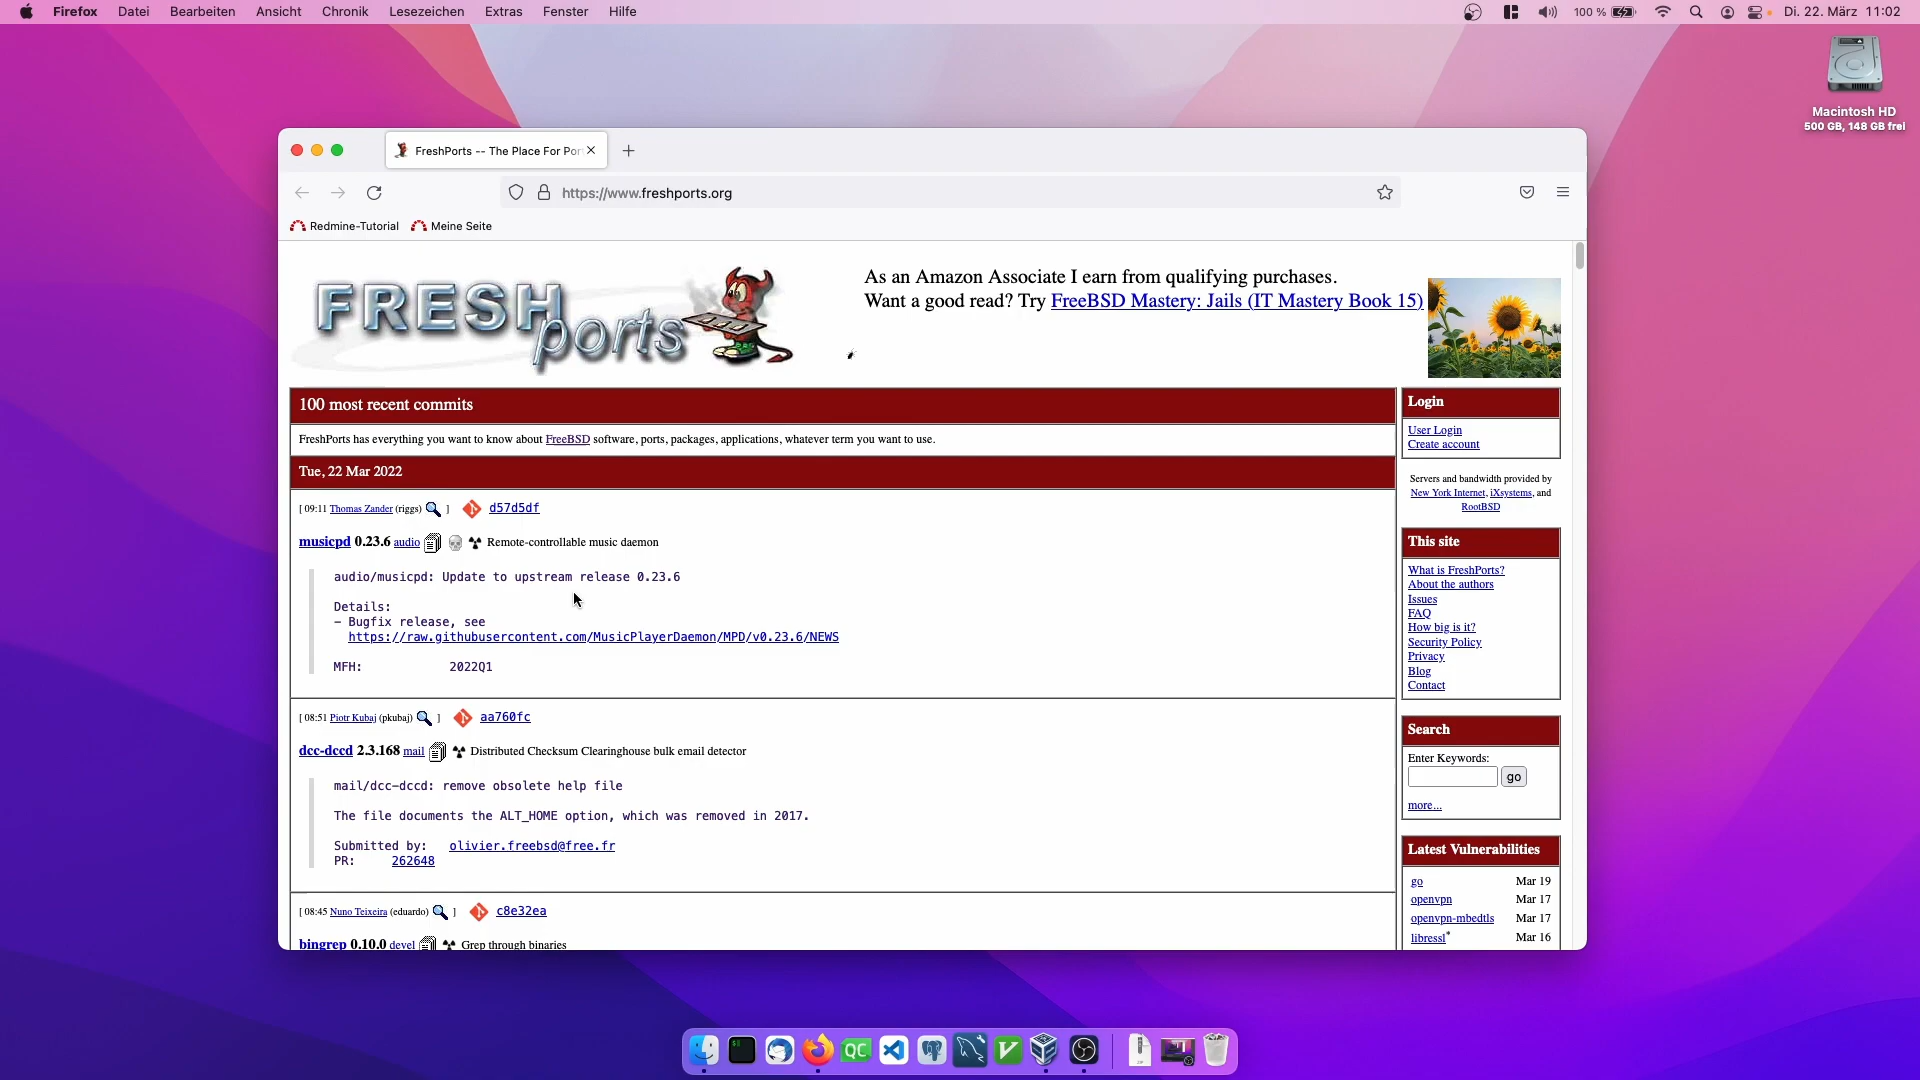 Firefox Datei Bearbeiten Ansicht Chronik Lesezeichen Extras Fenster Hilfe 100 % Di. 22. März 11:02
Macintosh HD
500 GB, 148 GB frei
FreshPorts -- The Place For Por
https://www.freshports.org
Redmine-Tutorial Meine Seite
FRESH
ports
As an Amazon Associate I earn from qualifying purchases.
Want a good read? Try FreeBSD Mastery: Jails (IT Mastery Book 15)
100 most recent commits
FreshPorts has everything you want to know about FreeBSD software, ports, packages, applications, whatever term you want to use.
Tue, 22 Mar 2022
[ 09:11 Thomas Zander (riggs) ] d57d5df
musicpd 0.23.6 audio Remote-controllable music daemon
audio/musicpd: Update to upstream release 0.23.6
Details:
- Bugfix release, see
https://raw.githubusercontent.com/MusicPlayerDaemon/MPD/v0.23.6/NEWS
MFH: 2022Q1
[ 08:51 Piotr Kubaj (pkubaj) ] aa760fc
dcc-dccd 2.3.168 mail Distributed Checksum Clearinghouse bulk email detector
mail/dcc-dccd: remove obsolete help file
The file documents the ALT_HOME option, which was removed in 2017.
Submitted by: olivier.freebsd@free.fr
PR: 262648
[ 08:45 Nuno Teixeira (eduardo) ] c8e32ea
bingrep 0.10.0 devel Grep through binaries
Login
User Login
Create account
Servers and bandwidth provided by
New York Internet, iXsystems, and
RootBSD
This site
What is FreshPorts?
About the authors
Issues
FAQ
How big is it?
Security Policy
Privacy
Blog
Contact
Search
Enter Keywords:
go
more...
Latest Vulnerabilities
go Mar 19
openvpn Mar 17
openvpn-mbedtls Mar 17
libressl* Mar 16
QC